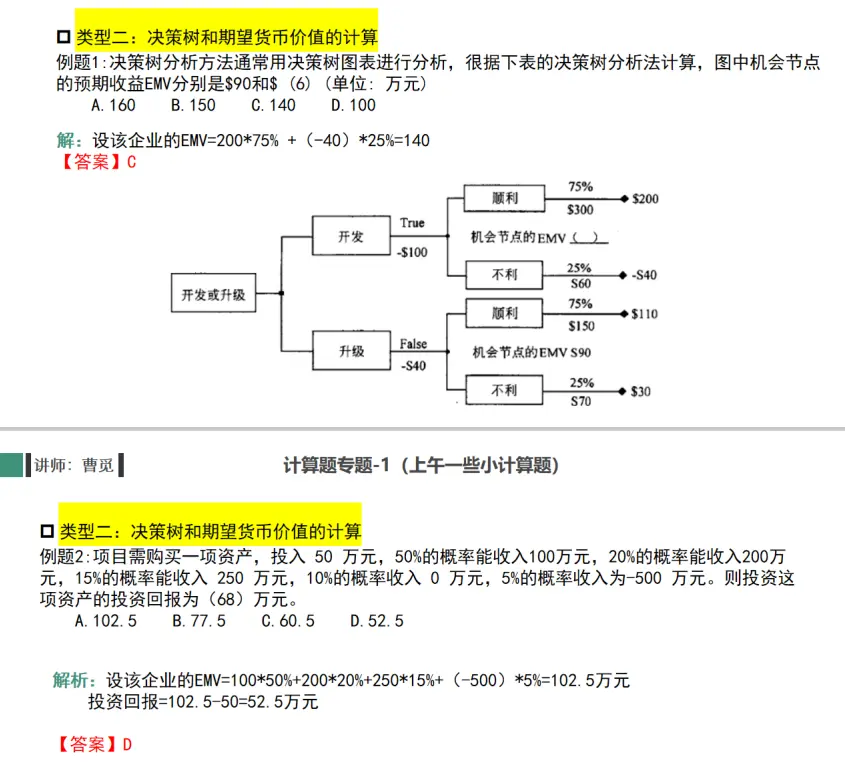 类型二：决策树和期望货币价值的计算
例题1:决策树分析方法通常用决策树图表进行分析，很据下表的决策树分析法计算，图中机会节点
的预期收益EMV分别是$90和$（6）(单位：万元)
A.160 B.150 C.140 D.100
解：设该企业的EMV=200*75% +（-40）*25%=140
【答案】C
75%
顺利
$200
True
$300
开发
机会节点的EMV（ ）
-$100
25%
不利
-S40
开发或升级
S60
75%
顺利
$110
False
$150
升级
机会节点的EMV S90
-S40
25%
不利
$30
S70
讲师：曹觅
计算题专题-1（上午一些小计算题）
类型二：决策树和期望货币价值的计算
例题2:项目需购买一项资产，投入 50 万元，50%的概率能收入100万元，20%的概率能收入200万
元，15%的概率能收入 250 万元，10%的概率收入 0 万元，5%的概率收入为-500 万元。则投资这
项资产的投资回报为（68）万元。
A.102.5 B.77.5 C.60.5 D.52.5
解析：设该企业的EMV=100*50%+200*20%+250*15%+（-500）*5%=102.5万元
投资回报=102.5-50=52.5万元
【答案】D